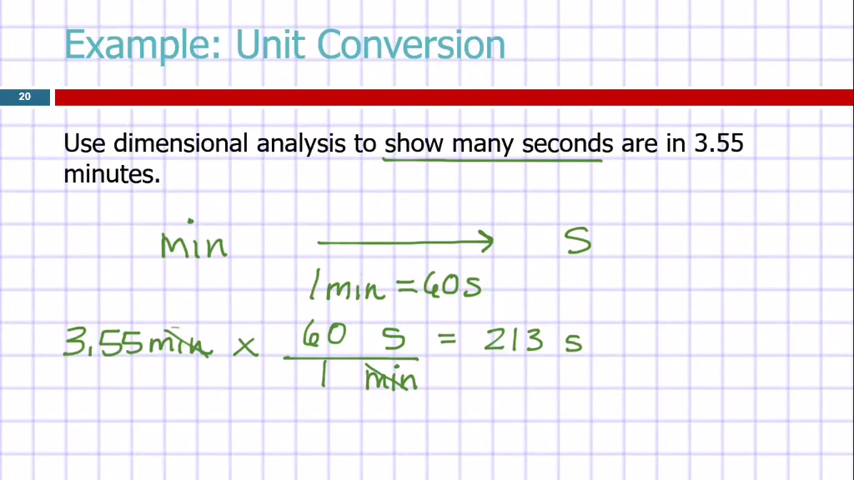 Example: Unit Conversion
20
Use dimensional analysis to show many seconds are in 3.55
minutes.
min → s
1 min = 60 s
3.55 min × 60 s = 213 s
1 min